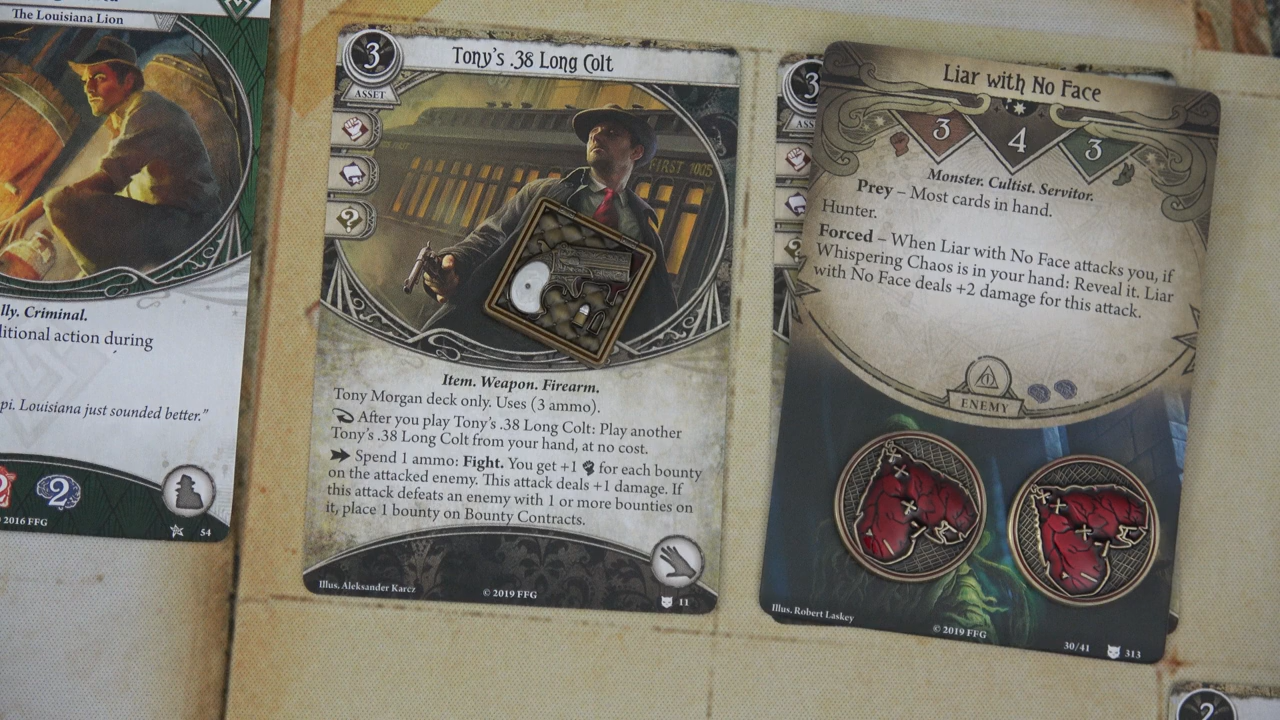 The Louisiana Lion
lly. Criminal.
ditional action during
pi. Louisiana just sounded better."
2
2
2016 FFG
54
3
Tony's .38 Long Colt
ASSET
FIRST 1005
Item. Weapon. Firearm.
Tony Morgan deck only. Uses (3 ammo).
After you play Tony's .38 Long Colt: Play another
Tony's .38 Long Colt from your hand, at no cost.
Spend 1 ammo: Fight. You get +1 for each bounty
on the attacked enemy. This attack deals +1 damage. If
this attack defeats an enemy with 1 or more bounties on
it, place 1 bounty on Bounty Contracts.
Illus. Aleksander Karcz
© 2019 FFG
11
3
ASS
Liar with No Face
3 4 3
Monster. Cultist. Servitor.
Prey – Most cards in hand.
Hunter.
Forced – When Liar with No Face attacks you, if
Whispering Chaos is in your hand: Reveal it. Liar
with No Face deals +2 damage for this attack.
ENEMY
Illus. Robert Laskey
© 2019 FFG
30/41
313
2